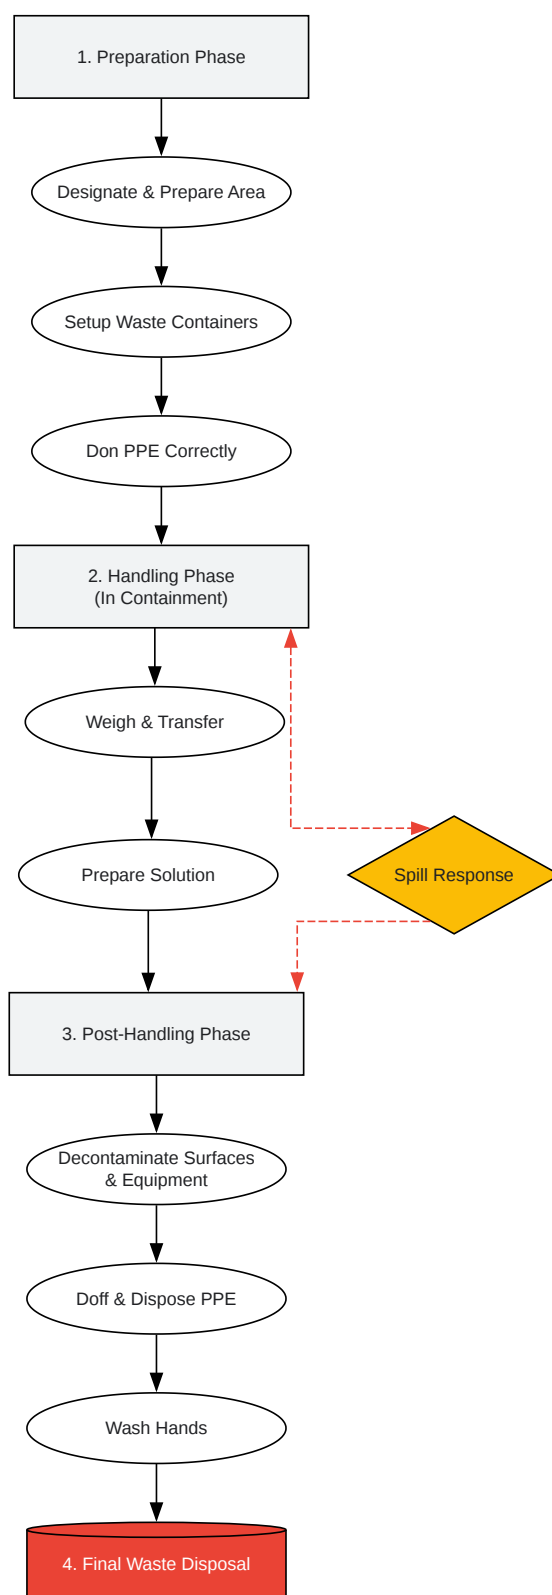 1. Preparation Phase
Designate & Prepare Area
Setup Waste Containers
Don PPE Correctly
2. Handling Phase
(In Containment)
Weigh & Transfer
Prepare Solution
Spill Response
3. Post-Handling Phase
Decontaminate Surfaces
& Equipment
Doff & Dispose PPE
Wash Hands
4. Final Waste Disposal